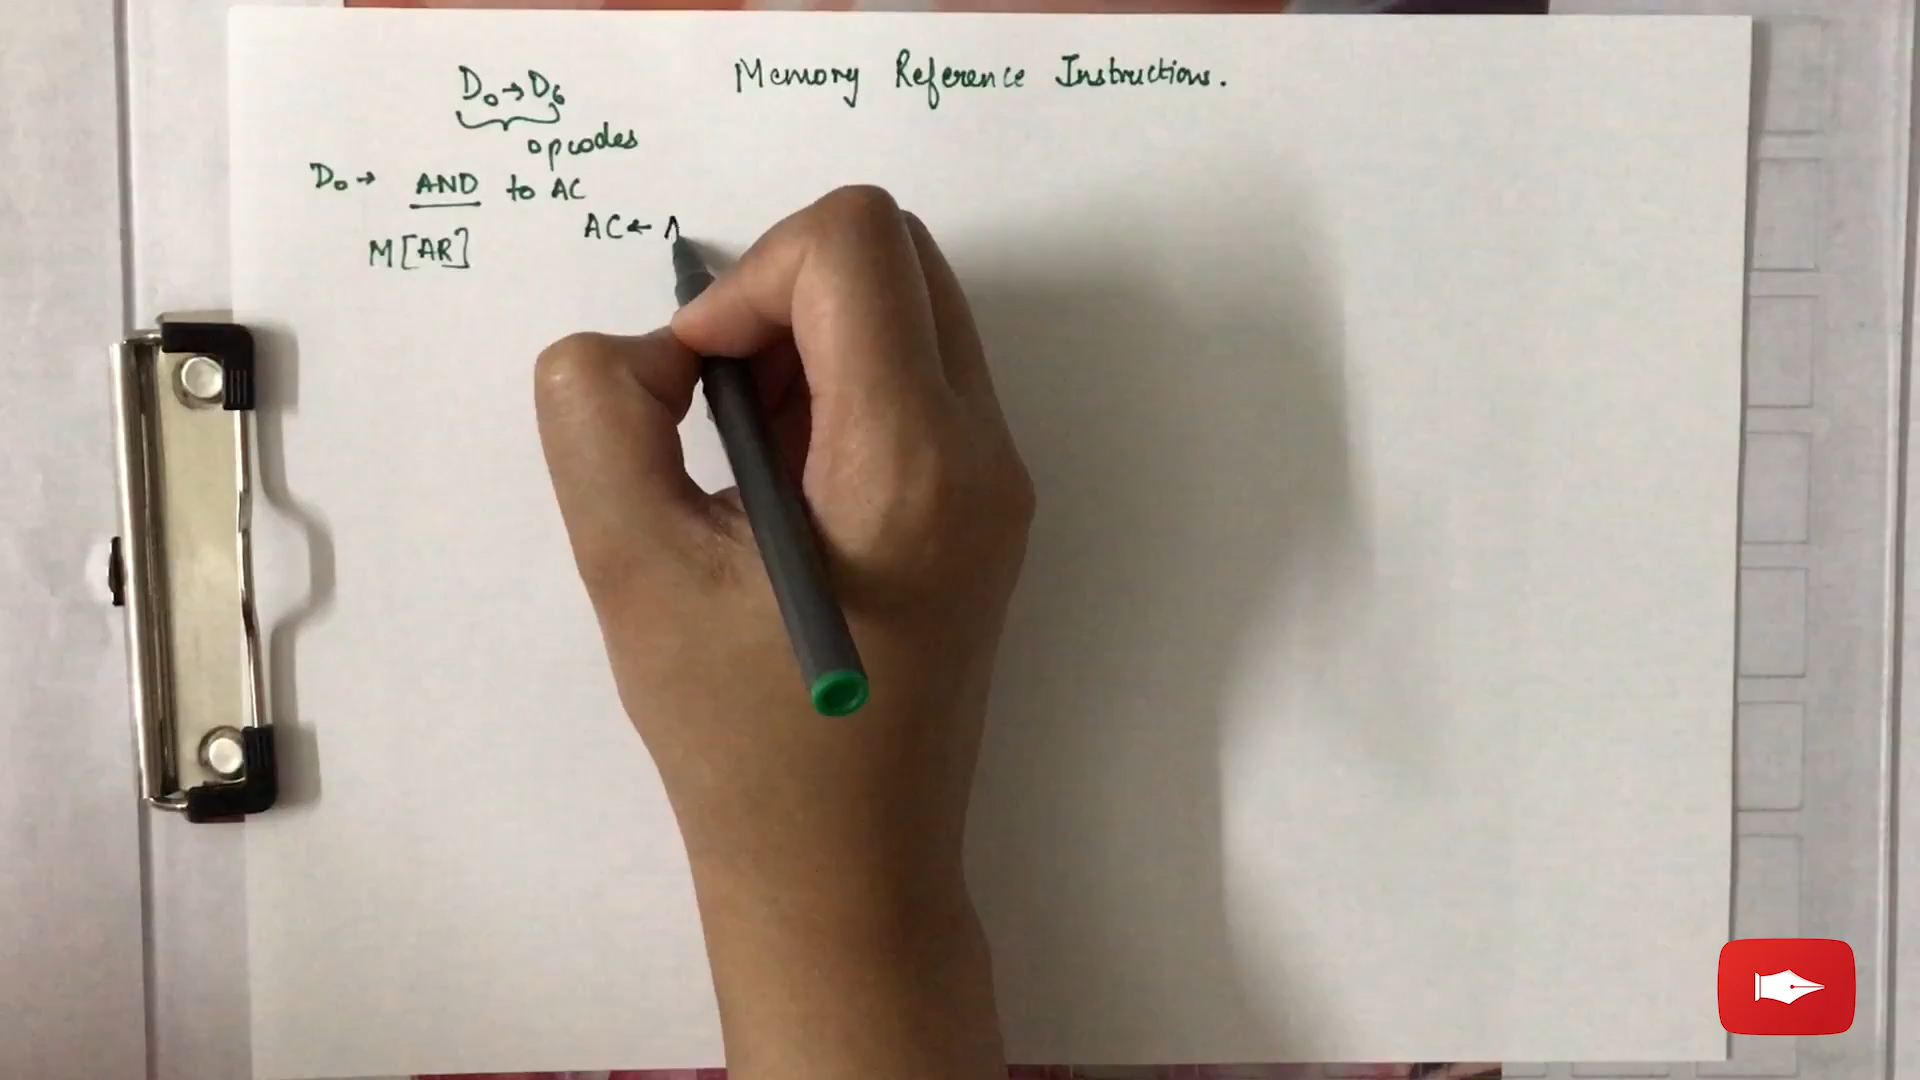 Memory Reference Instructions.
D₀→D₆
opcodes
D₀→ AND to AC
M[AR]
AC← A